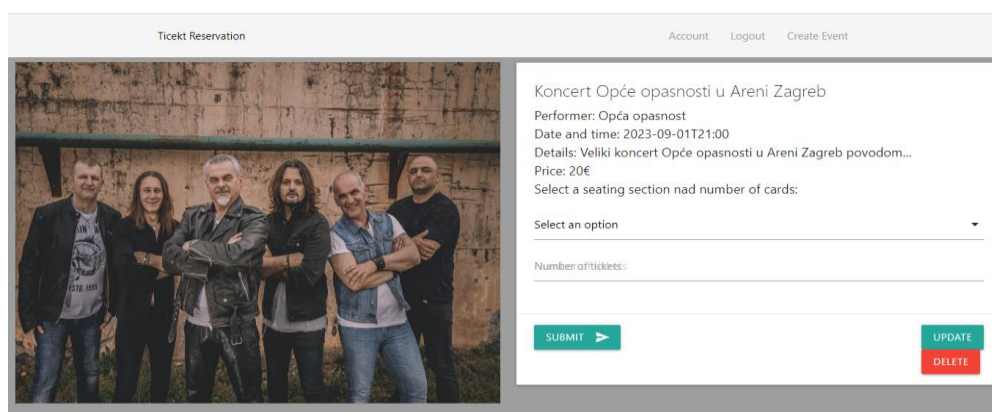 Ticekt Reservation
Account Logout Create Event
Koncert Opće opasnosti u Areni Zagreb
Performer: Opća opasnost
Date and time: 2023-09-01T21:00
Details: Veliki koncert Opće opasnosti u Areni Zagreb povodom...
Price: 20€
Select a seating section nad number of cards:
Select an option
Number of tickets
SUBMIT
UPDATE
DELETE
ESTD. 1955